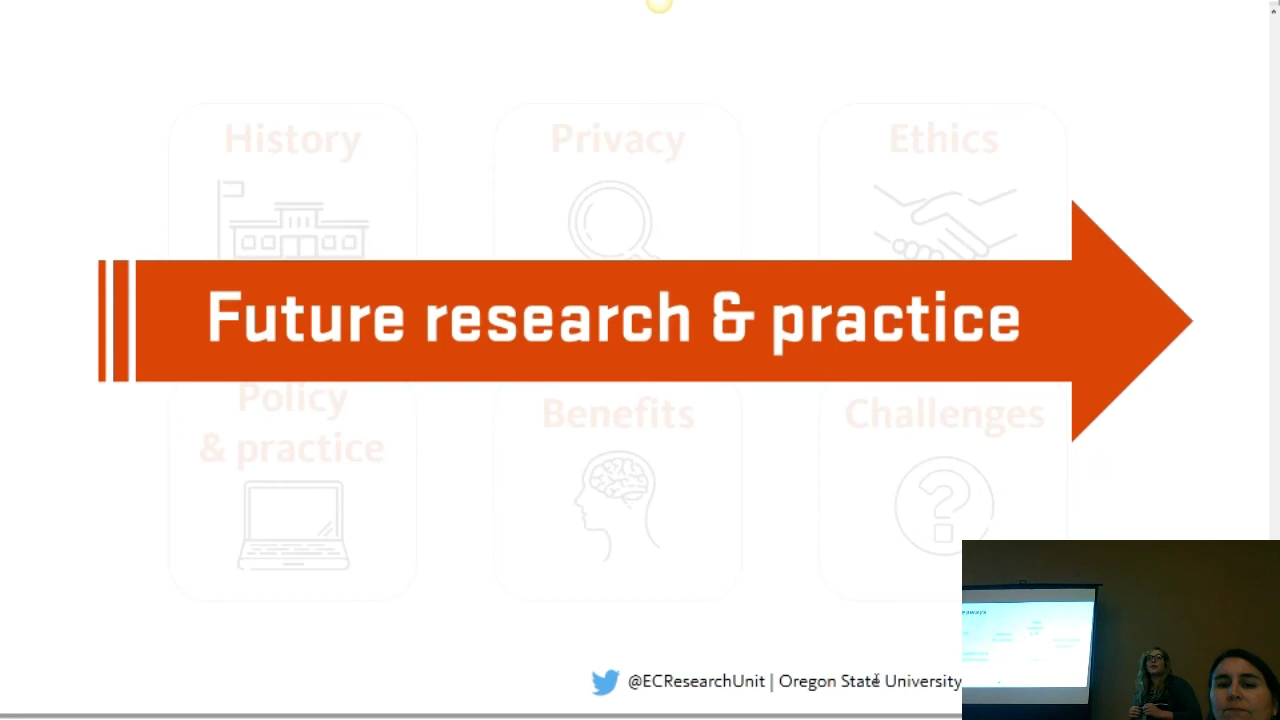 History
Privacy
Ethics
Future research & practice
Policy
& practice
Benefits
Challenges
@ECResearchUnit | Oregon State University